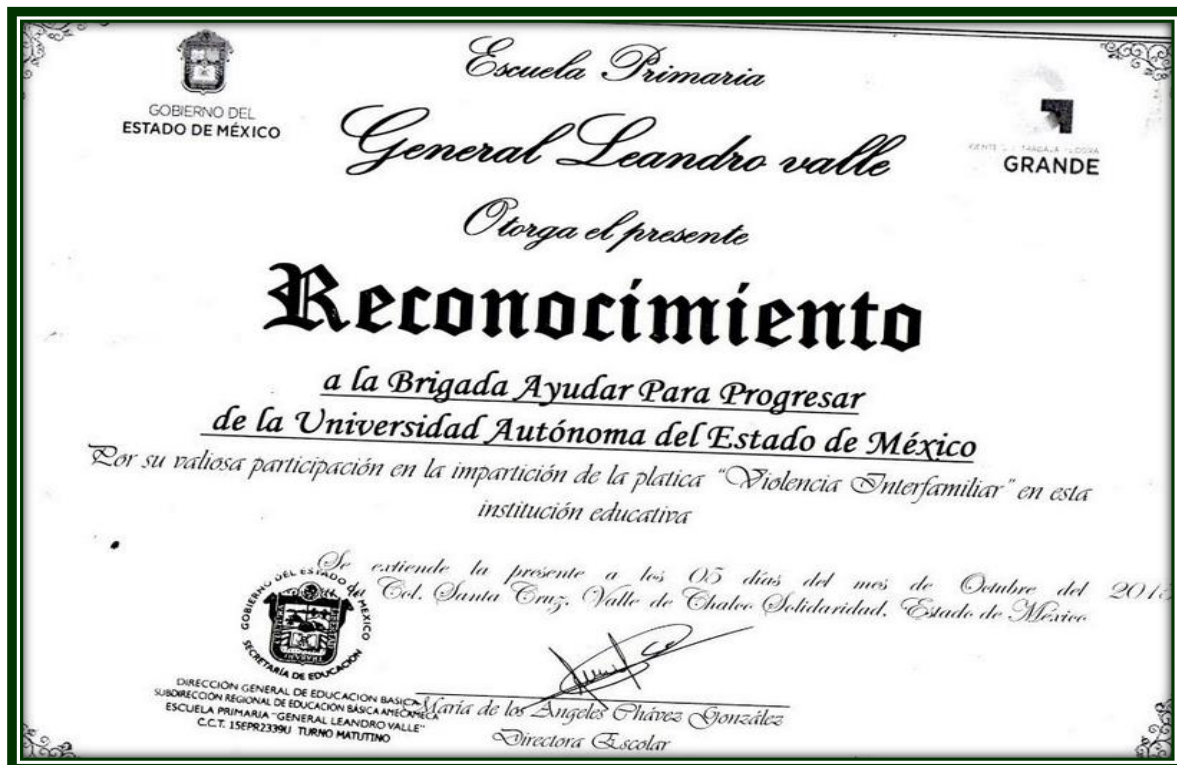 GOBIERNO DEL
ESTADO DE MÉXICO
Escuela Primaria
General Leandro valle
GRANDE
Otorga el presente
Reconocimiento
a la Brigada Ayudar Para Progresar
de la Universidad Autónoma del Estado de México
Por su valiosa participación en la impartición de la platica "Violencia Interfamiliar" en esta
institución educativa
Se extiende la presente a los 05 días del mes de Octubre del
Col. Santa Cruz, Valle de Chalco Solidaridad, Estado de México
GOBIERNO DEL ESTADO DE MEXICO
SECRETARÍA DE EDUCACION
DIRECCIÓN GENERAL DE EDUCACION BASICA
SUBDIRECCIÓN REGIONAL DE EDUCACIÓN BÁSICA AMECAMECA
ESCUELA PRIMARIA "GENERAL LEANDRO VALLE"
C.C.T. 15EPR2339U TURNO MATUTINO
María de los Angeles Chávez González
Directora Escolar